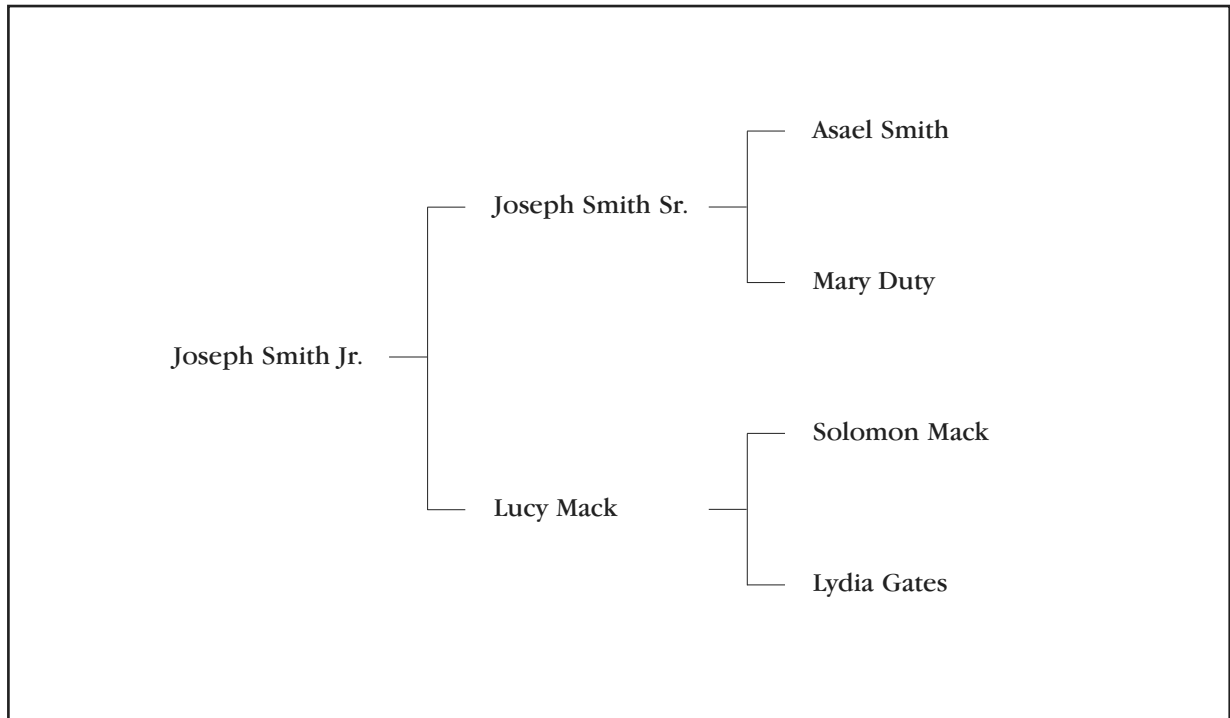 Asael Smith
Joseph Smith Sr.
Mary Duty
Joseph Smith Jr.
Solomon Mack
Lucy Mack
Lydia Gates